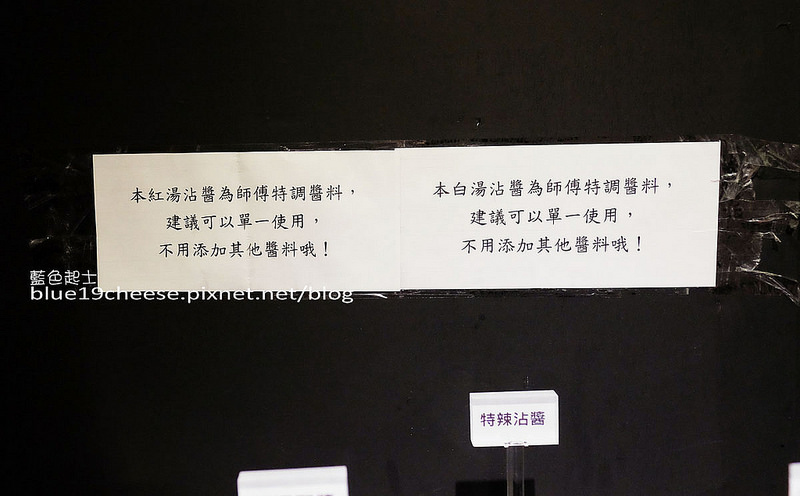 本紅湯沾醬為師傅特調醬料，
建議可以單一使用，
不用添加其他醬料哦！
本白湯沾醬為師傅特調醬料，
建議可以單一使用，
不用添加其他醬料哦！
藍色起士
blue19cheese.pixnet.net/blog
特辣沾醬